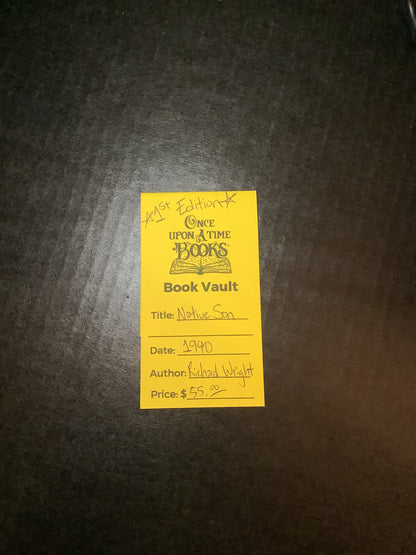 ☆1st Edition☆
Once
upon A Time
Books
Book Vault
Title: Native Son
Date: 1940
Author: Richard Wright
Price: $ 55.00